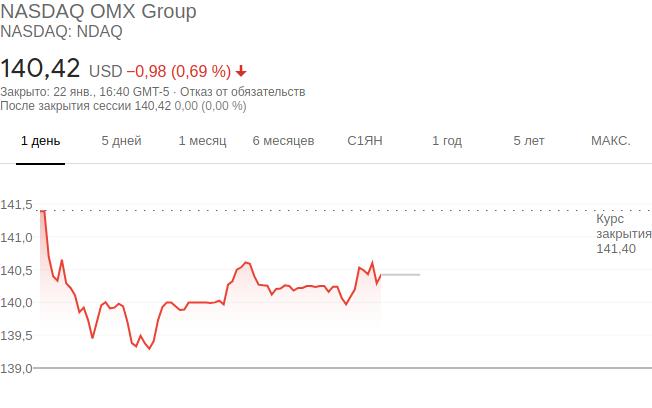 NASDAQ OMX Group
NASDAQ: NDAQ
140,42 USD −0,98 (0,69 %)
Закрыто: 22 янв., 16:40 GMT-5 · Отказ от обязательств
После закрытия сессии 140,42 0,00 (0,00 %)
1 день 5 дней 1 месяц 6 месяцев С1ЯН 1 год 5 лет МАКС.
141,5
Курс
закрытия
141,40
141,0
140,5
140,0
139,5
139,0